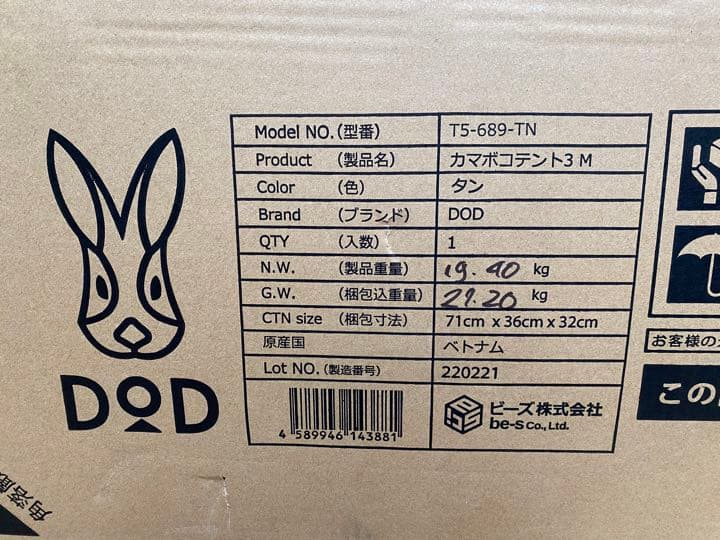 Model NO. (型番) T5-689-TN
Product (製品名) カマボコテント3 M
Color (色) タン
Brand (ブランド) DOD
QTY (入数) 1
N.W. (製品重量) 19.40 kg
G.W. (梱包込重量) 21.20 kg
CTN size (梱包寸法) 71cm x 36cm x 32cm
原産国 ベトナム
Lot NO. (製造番号) 220221
4 589946 143881
ビーズ株式会社
be-s Co., Ltd.
DOD
お客様の
この
角落厳